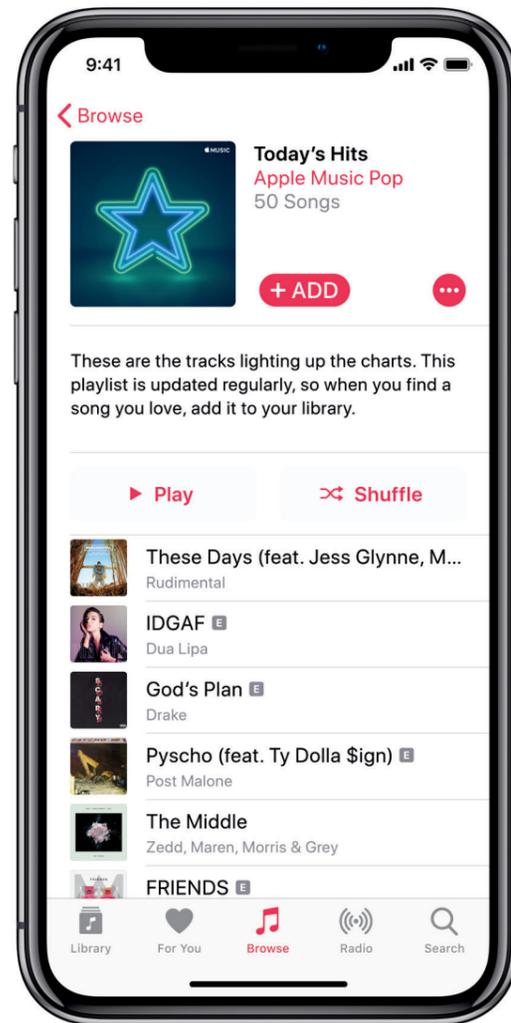 9:41
Browse
MUSIC
Today's Hits
Apple Music Pop
50 Songs
+ ADD
These are the tracks lighting up the charts. This
playlist is updated regularly, so when you find a
song you love, add it to your library.
Play
Shuffle
These Days (feat. Jess Glynne, M...
Rudimental
IDGAF E
Dua Lipa
God's Plan E
Drake
SCARY
Pyscho (feat. Ty Dolla $ign) E
Post Malone
The Middle
Zedd, Maren, Morris & Grey
FRIENDS
FRIENDS E
Library
For You
Browse
Radio
Search